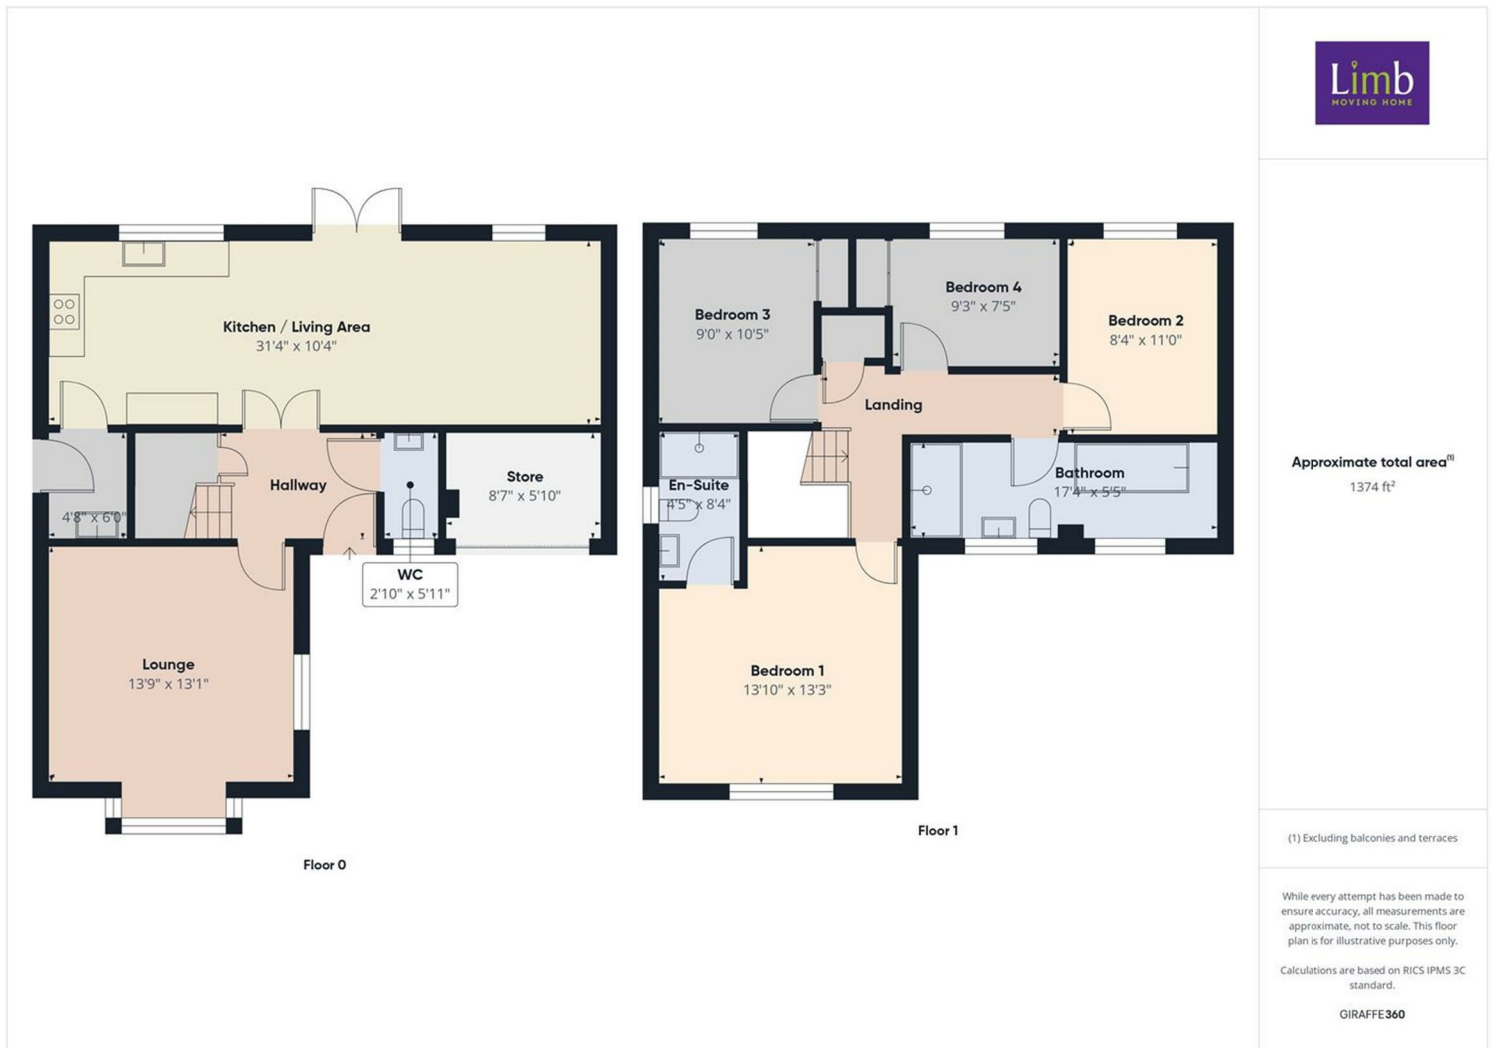 Limb
MOVING HOME
Kitchen / Living Area
31'4" x 10'4"
Hallway
Store
8'7" x 5'10"
4'8" x 6'0"
WC
2'10" x 5'11"
Lounge
13'9" x 13'1"
Floor 0
Bedroom 3
9'0" x 10'5"
Bedroom 4
9'3" x 7'5"
Bedroom 2
8'4" x 11'0"
Landing
En-Suite
4'5" x 8'4"
Bathroom
17'4" x 5'5"
Bedroom 1
13'10" x 13'3"
Floor 1
Approximate total area(1)
1374 ft²
(1) Excluding balconies and terraces
While every attempt has been made to
ensure accuracy, all measurements are
approximate, not to scale. This floor
plan is for illustrative purposes only.
Calculations are based on RICS IPMS 3C
standard.
GIRAFFE360